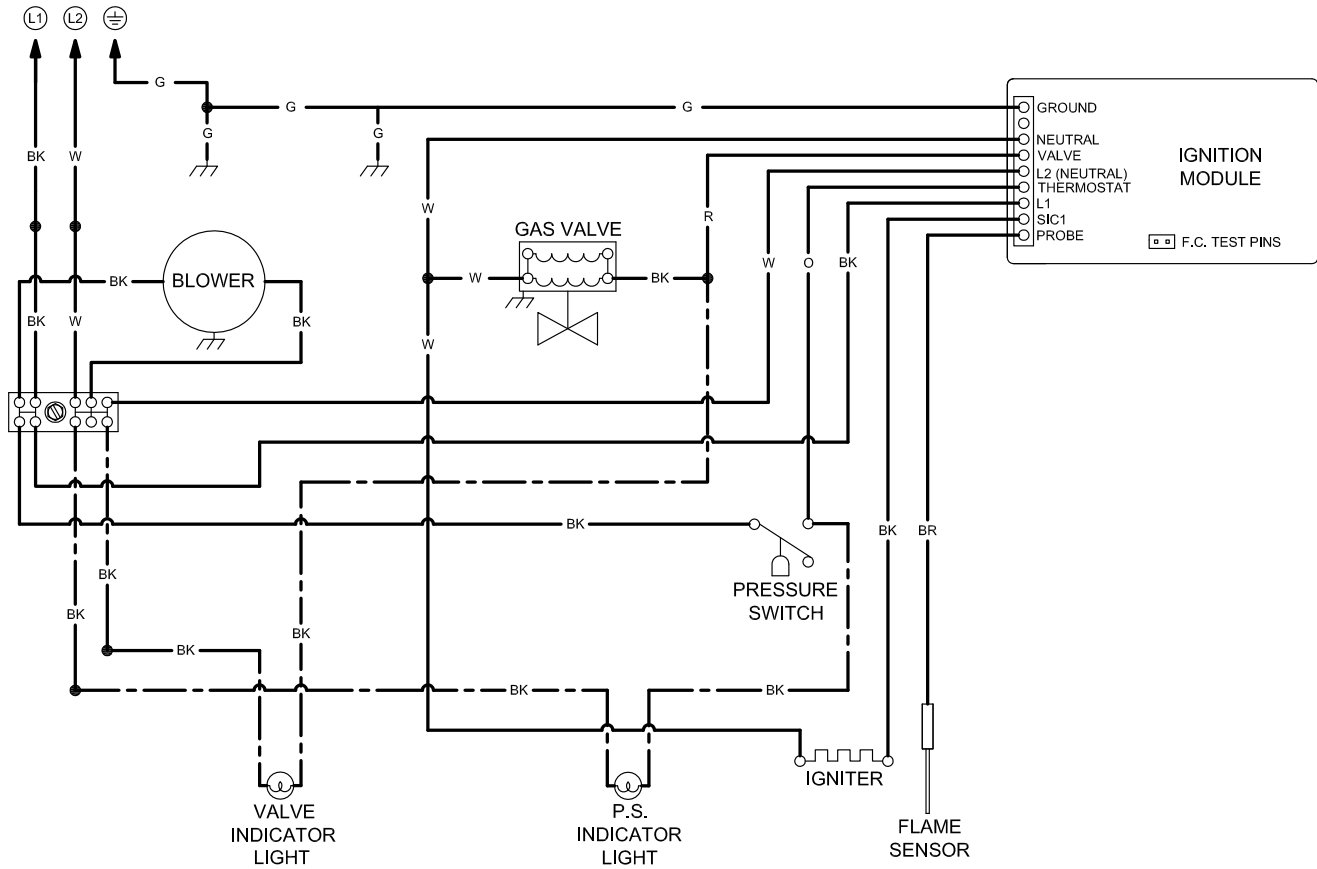 L1 L2
G
G G G
G G
BK W
GROUND
NEUTRAL
VALVE
L2 (NEUTRAL)
THERMOSTAT
L1
SIC1
PROBE
IGNITION
MODULE
F.C. TEST PINS
W R
GAS VALVE
W BK
W O BK
BK BLOWER
BK W BK
W
BK
BK BR
PRESSURE
SWITCH
BK
BK
BK
BK
BK BK
IGNITER
VALVE
INDICATOR
LIGHT
P.S.
INDICATOR
LIGHT
FLAME
SENSOR